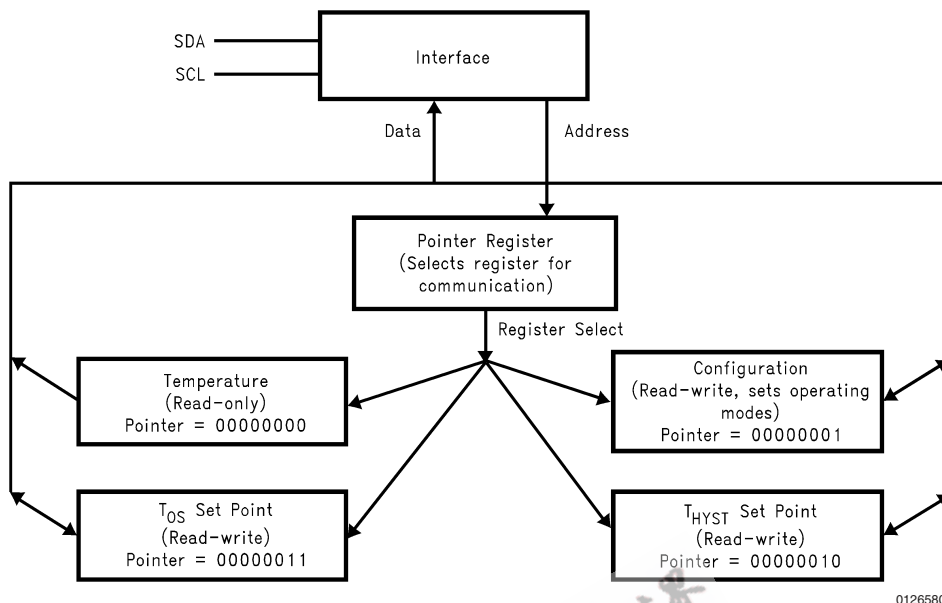 SDA
SCL
Interface
Data
Address
Pointer Register
(Selects register for
communication)
Register Select
Temperature
(Read-only)
Pointer = 00000000
Configuration
(Read-write, sets operating
modes)
Pointer = 00000001
TOS Set Point
(Read-write)
Pointer = 00000011
THYST Set Point
(Read-write)
Pointer = 00000010